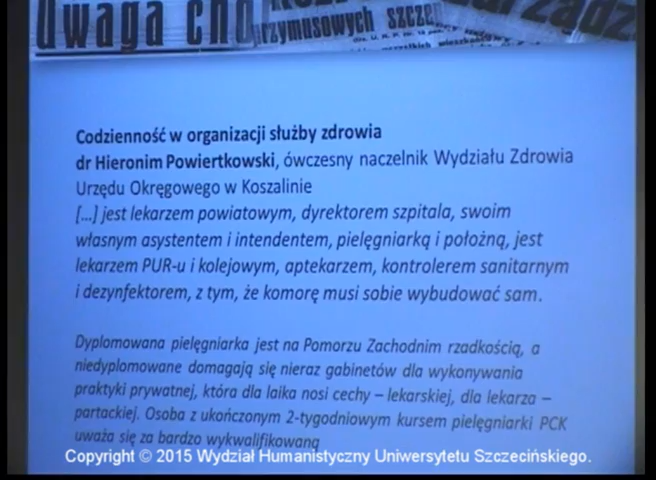 Uwaga
przymusowych szczep
Codzienność w organizacji służby zdrowia
dr Hieronim Powiertkowski, ówczesny naczelnik Wydziału Zdrowia
Urzędu Okręgowego w Koszalinie
[...] jest lekarzem powiatowym, dyrektorem szpitala, swoim
własnym asystentem i intendentem, pielęgniarką i położną, jest
lekarzem PUR-u i kolejowym, aptekarzem, kontrolerem sanitarnym
i dezynfektorem, z tym, że komorę musi sobie wybudować sam.
Dyplomowana pielęgniarka jest na Pomorzu Zachodnim rzadkością, a
niedyplomowane domagają się nieraz gabinetów dla wykonywania
praktyki prywatnej, która dla laika nosi cechy – lekarskiej, dla lekarza –
partackiej. Osoba z ukończonym 2-tygodniowym kursem pielęgniarki PCK
uważa się za bardzo wykwalifikowaną
Copyright © 2015 Wydział Humanistyczny Uniwersytetu Szczecińskiego.